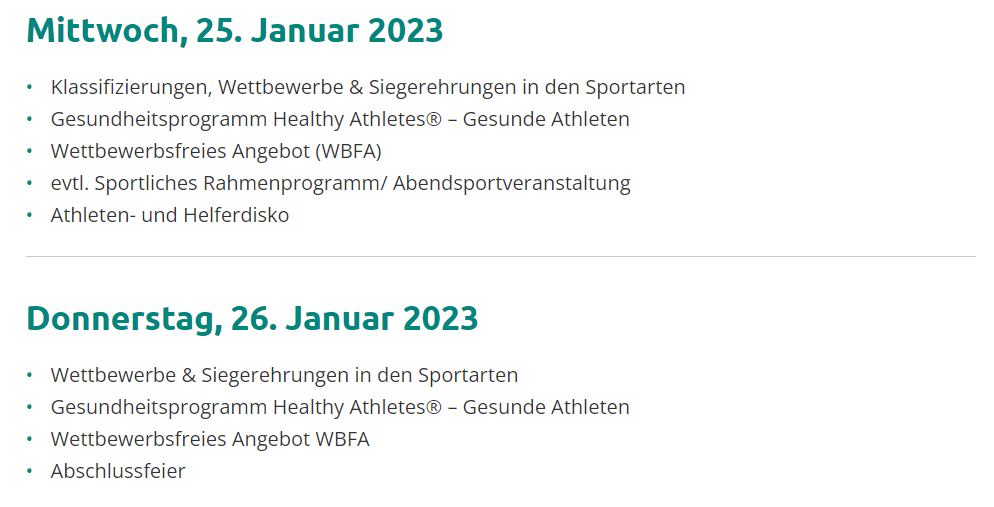 Mittwoch, 25. Januar 2023
• Klassifizierungen, Wettbewerbe & Siegerehrungen in den Sportarten
• Gesundheitsprogramm Healthy Athletes® – Gesunde Athleten
• Wettbewerbsfreies Angebot (WBFA)
• evtl. Sportliches Rahmenprogramm/ Abendsportveranstaltung
• Athleten- und Helferdisko
Donnerstag, 26. Januar 2023
• Wettbewerbe & Siegerehrungen in den Sportarten
• Gesundheitsprogramm Healthy Athletes® – Gesunde Athleten
• Wettbewerbsfreies Angebot WBFA
• Abschlussfeier